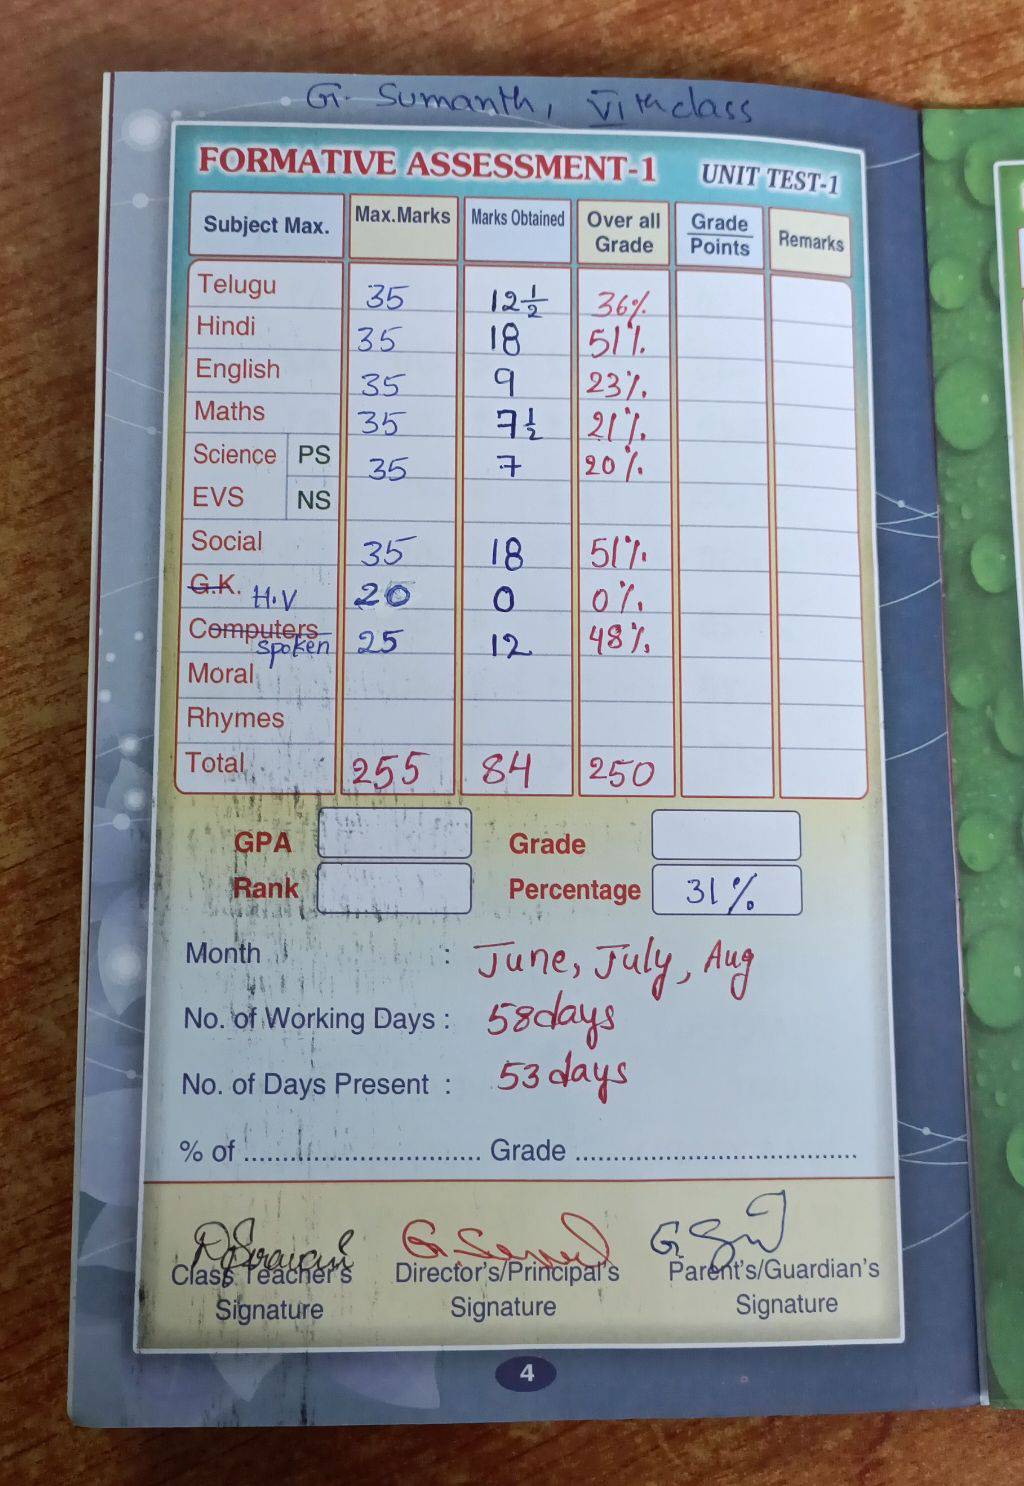 G. Sumanth, VIth class
FORMATIVE ASSESSMENT-1 UNIT TEST-1
Subject Max. Max.Marks Marks Obtained Over all Grade Grade Points Remarks
Telugu 35 12 1/2 36%
Hindi 35 18 51%
English 35 9 23%
Maths 35 7 1/2 21%
Science PS 35 7 20%
EVS NS
Social 35 18 51%
G.K. H.V 20 0 0%
Computers spoken 25 12 48%
Moral
Rhymes
Total 255 84 250
GPA Grade
Rank Percentage 31%
Month : June, July, Aug
No. of Working Days : 58days
No. of Days Present : 53 days
% of .............................. Grade ...................................
Class Teacher's Signature Director's/Principal's Signature Parent's/Guardian's Signature
4